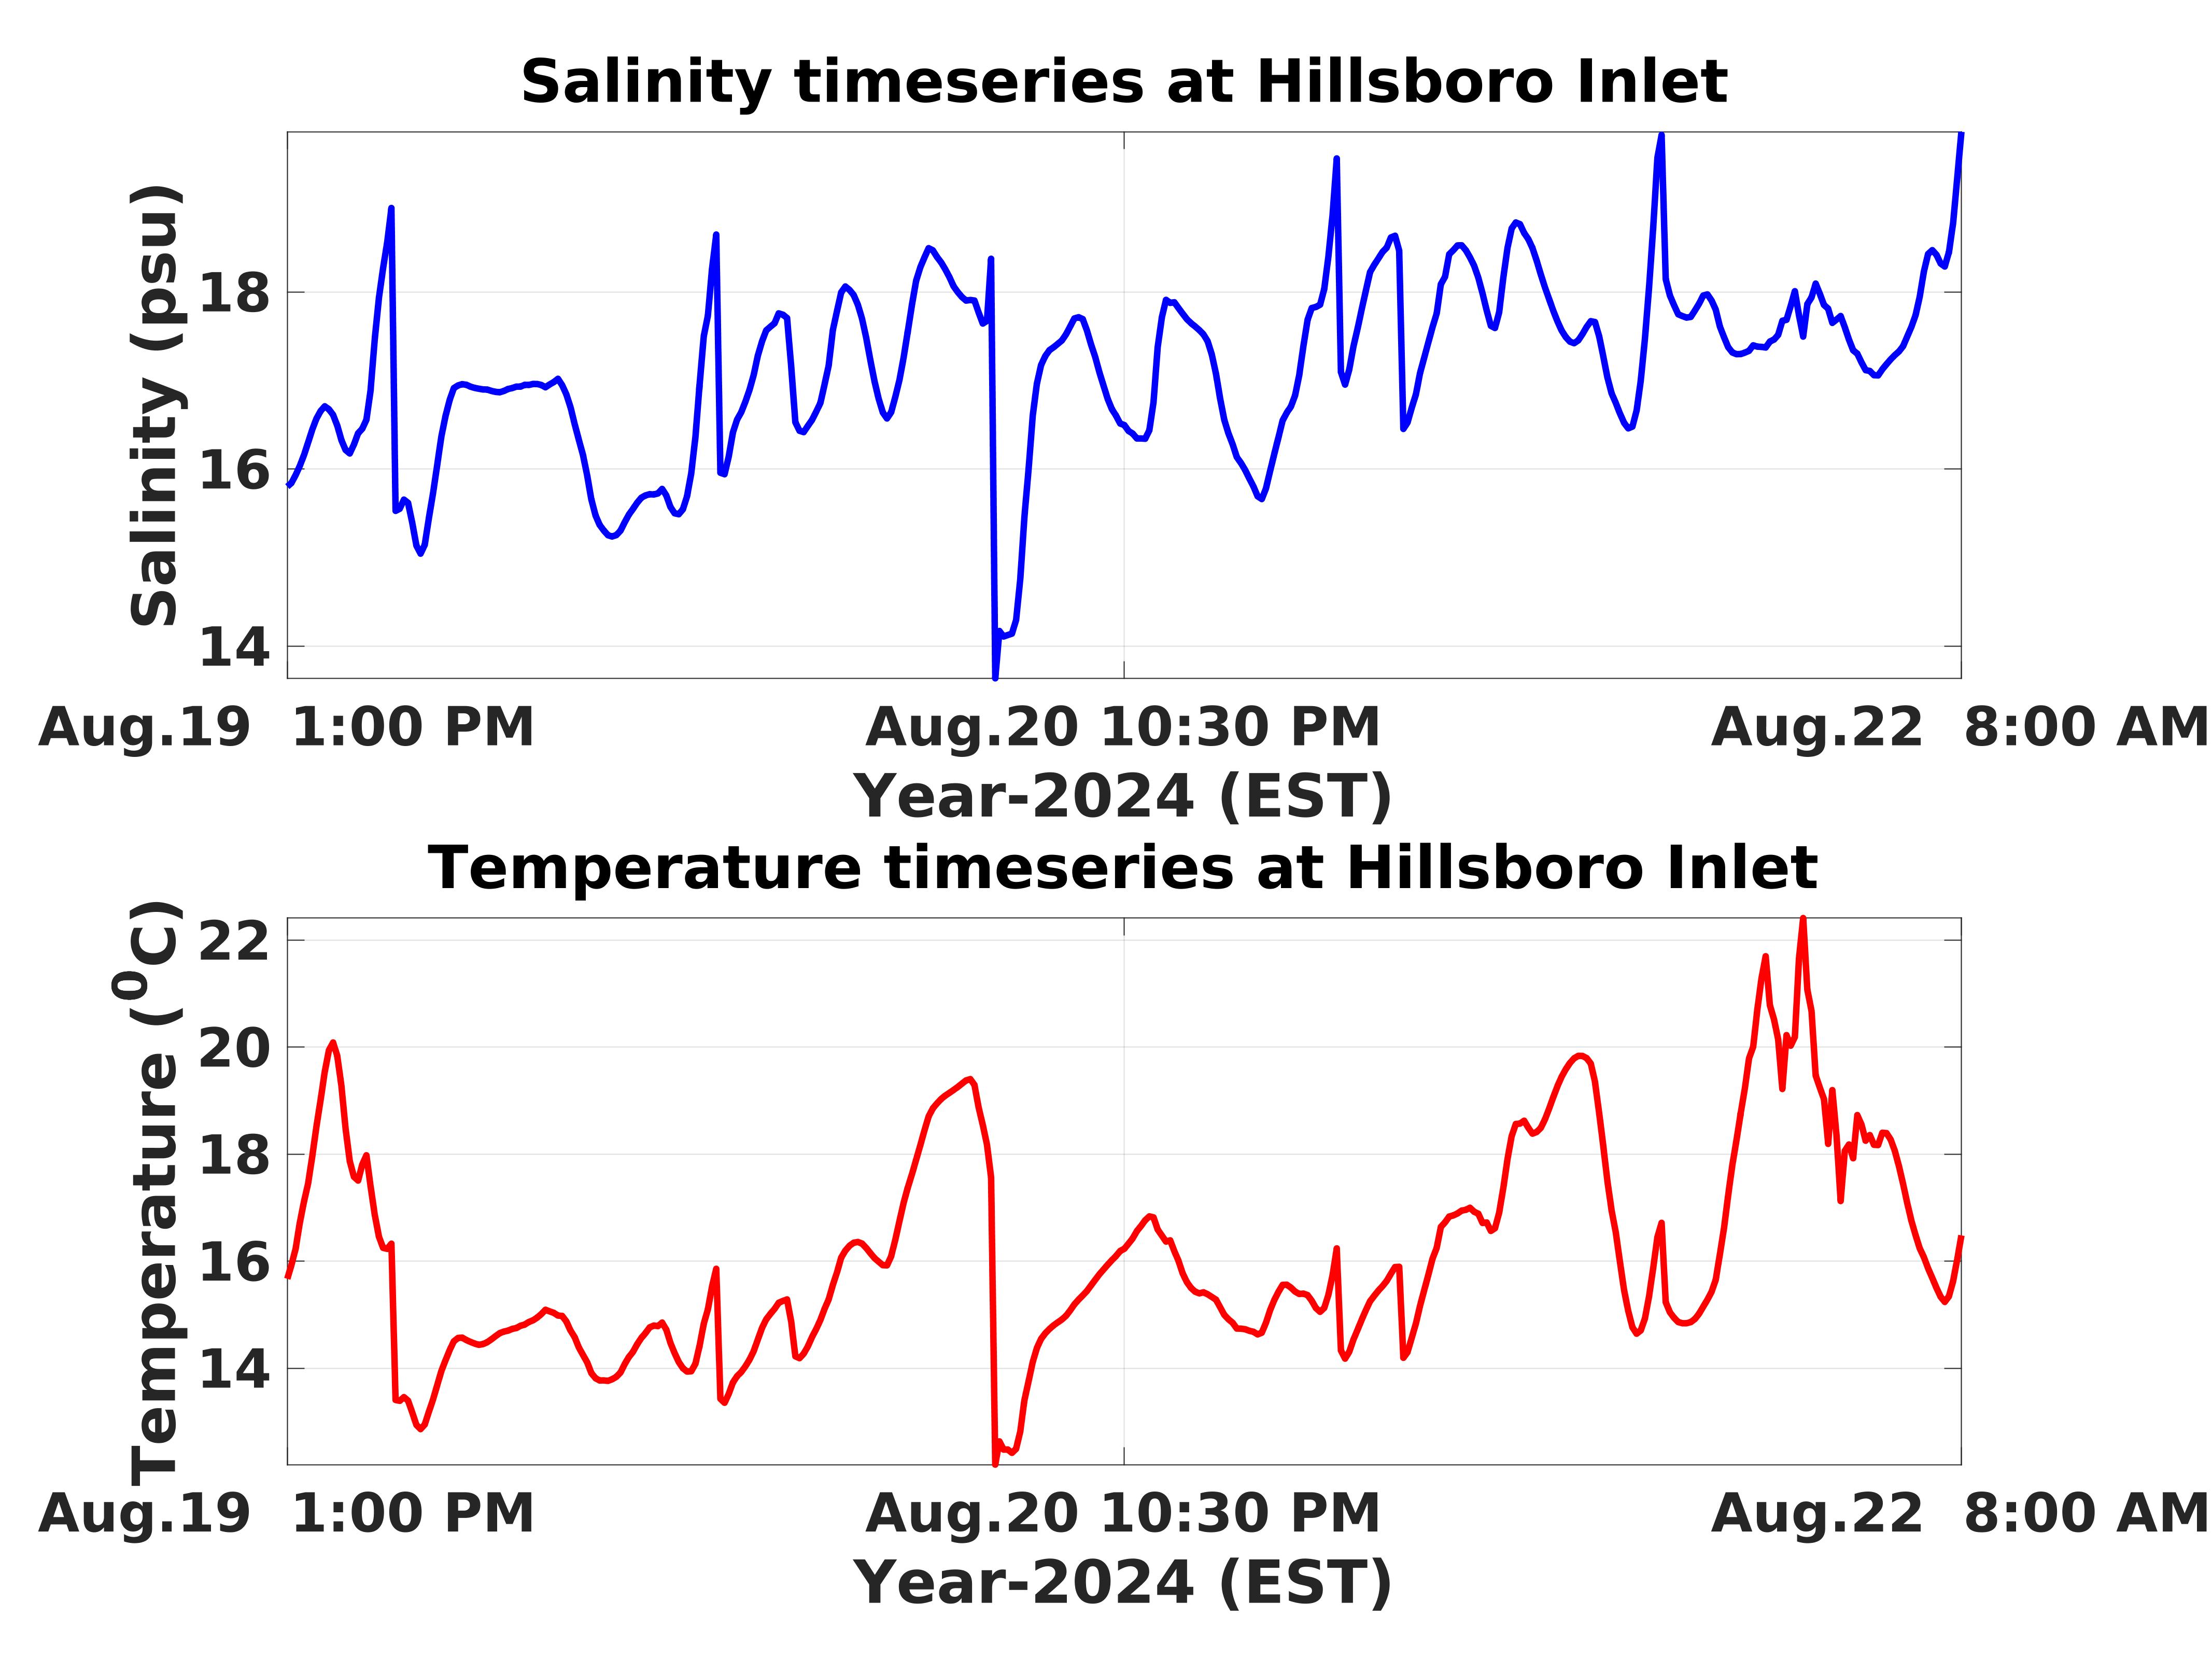 Salinity timeseries at Hillsboro Inlet
Salinity (psu)
18
16
14
Aug.19  1:00 PM
Aug.20 10:30 PM
Aug.22  8:00 AM
Year-2024 (EST)
Temperature timeseries at Hillsboro Inlet
Temperature (⁰C)
22
20
18
16
14
Aug.19  1:00 PM
Aug.20 10:30 PM
Aug.22  8:00 AM
Year-2024 (EST)